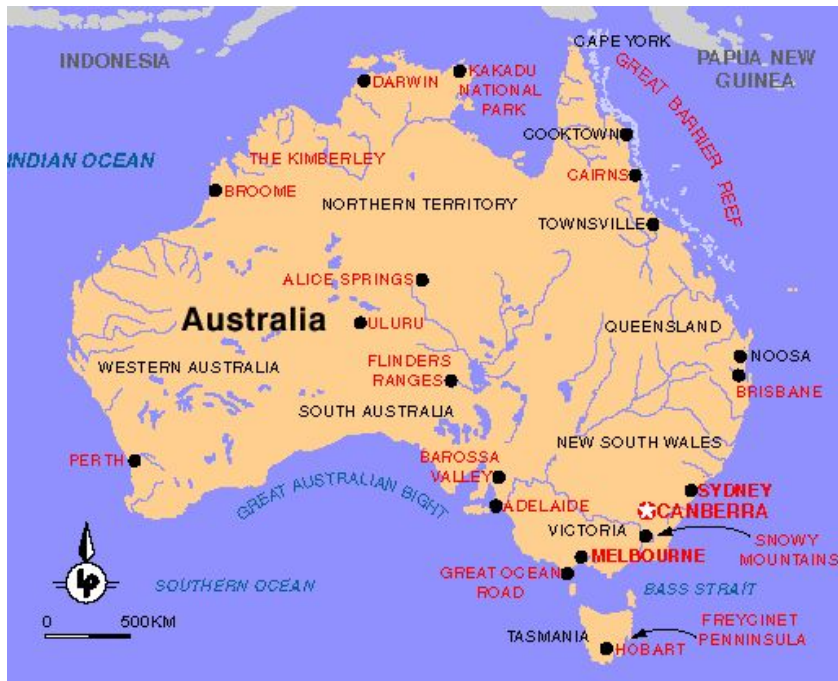 CAPE YORK
INDONESIA
PAPUA NEW
GUINEA
KAKADU
NATIONAL
PARK
DARWIN
GREAT BARRIER REEF
COOKTOWN
INDIAN OCEAN
THE KIMBERLEY
CAIRNS
BROOME
NORTHERN TERRITORY
TOWNSVILLE
ALICE SPRINGS
Australia
ULURU
QUEENSLAND
NOOSA
WESTERN AUSTRALIA
FLINDERS
RANGES
BRISBANE
SOUTH AUSTRALIA
NEW SOUTH WALES
PERTH
BAROSSA
VALLEY
GREAT AUSTRALIAN BIGHT
SYDNEY
ADELAIDE
CANBERRA
VICTORIA
SNOWY
MOUNTAINS
MELBOURNE
GREAT OCEAN
ROAD
lp
SOUTHERN OCEAN
BASS STRAIT
0 500KM
FREYCINET
PENNINSULA
TASMANIA
HOBART